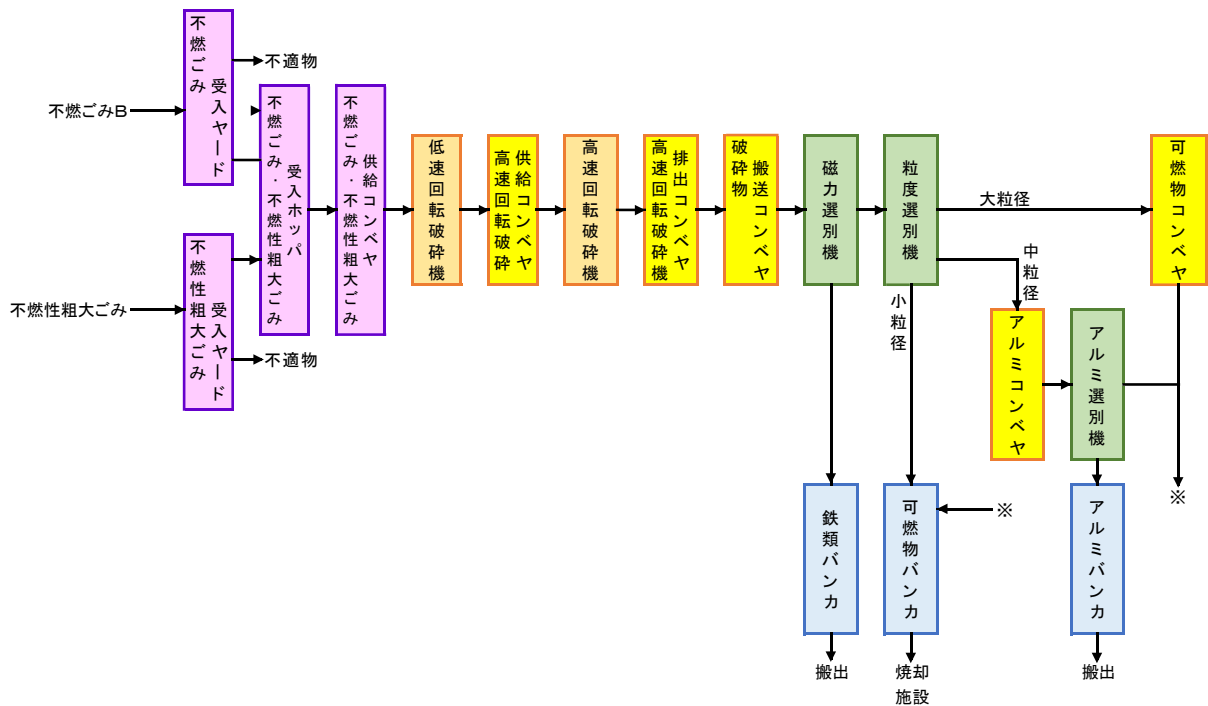 不燃ごみB
不燃ごみ
受入ヤード
不適物
不燃性粗大ごみ
不燃性粗大ごみ
受入ヤード
不適物
不燃ごみ・不燃性粗大ごみ
受入ホッパ
不燃ごみ・不燃性粗大ごみ
供給コンベヤ
低速回転破砕機
高速回転破砕
供給コンベヤ
高速回転破砕機
高速回転破砕機
排出コンベヤ
破砕物
搬送コンベヤ
磁力選別機
粒度選別機
大粒径
中粒径
小粒径
可燃物コンベヤ
アルミコンベヤ
アルミ選別機
※
鉄類バンカ
可燃物バンカ
※
アルミバンカ
搬出
焼却
施設
搬出